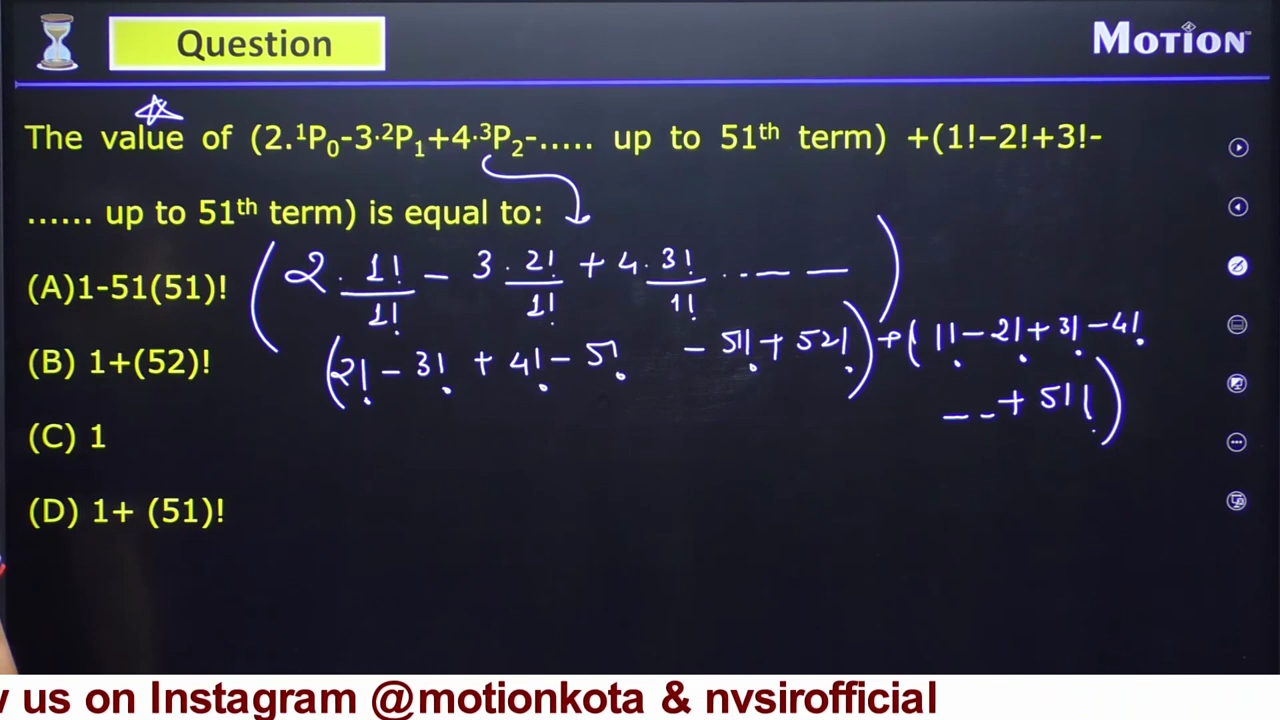 Question
MOTION™
The value of (2.¹P₀-3.²P₁+4.³P₂-..... up to 51ᵗʰ term) +(1!–2!+3!-
...... up to 51ᵗʰ term) is equal to:
(2 . 1!/1! – 3 . 2!/1! + 4 . 3!/1! ..-- —)
(A)1-51(51)!
(2! – 3! + 4! – 5! – 51! + 52!) + (1! – 2! + 3! – 4!
(B) 1+(52)!
-- + 51!)
(C) 1
(D) 1+ (51)!
us on Instagram @motionkota & nvsirofficial